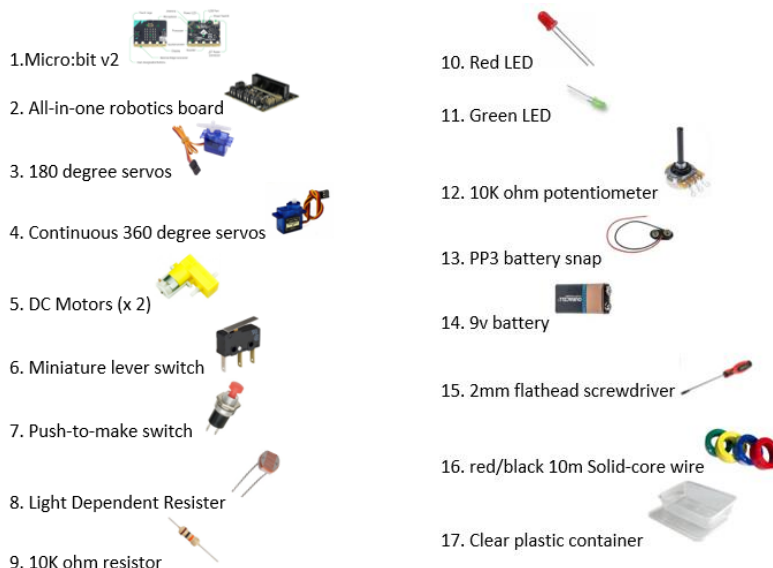 1.Micro:bit v2
2. All-in-one robotics board
3. 180 degree servos
4. Continuous 360 degree servos
5. DC Motors (x 2)
6. Miniature lever switch
7. Push-to-make switch
8. Light Dependent Resister
9. 10K ohm resistor
10. Red LED
11. Green LED
12. 10K ohm potentiometer
13. PP3 battery snap
14. 9v battery
15. 2mm flathead screwdriver
16. red/black 10m Solid-core wire
17. Clear plastic container